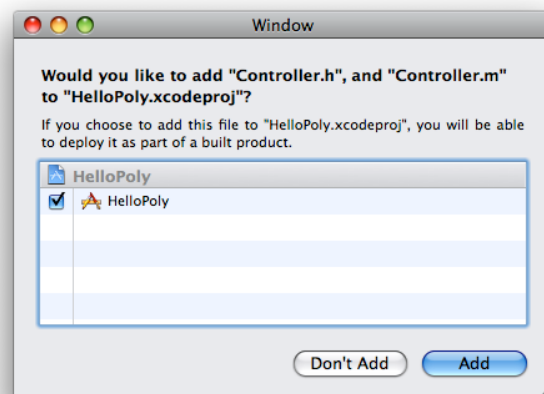 Window
Would you like to add "Controller.h", and "Controller.m"
to "HelloPoly.xcodeproj"?
If you choose to add this file to "HelloPoly.xcodeproj", you will be able
to deploy it as part of a built product.
HelloPoly
HelloPoly
Don't Add
Add